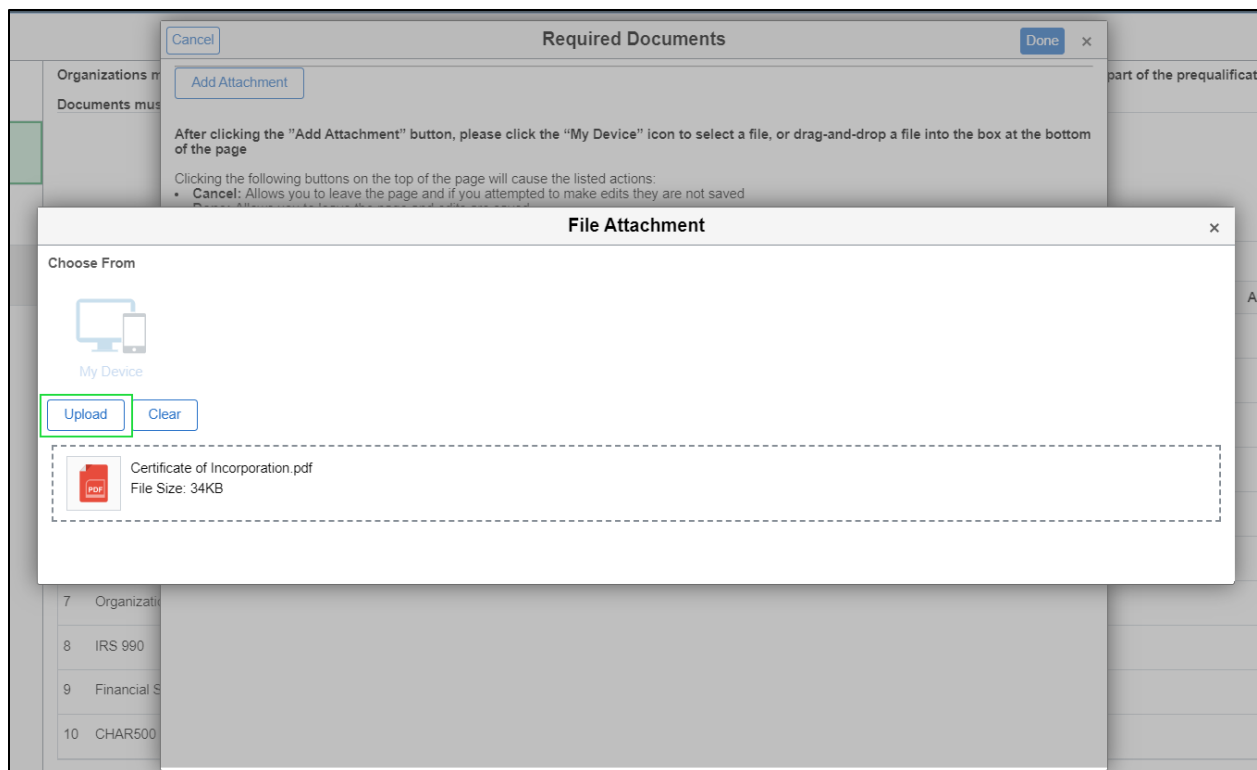 Cancel
Required Documents
Done
×
Organizations m
part of the prequalificat
Add Attachment
Documents mus
After clicking the "Add Attachment" button, please click the “My Device” icon to select a file, or drag-and-drop a file into the box at the bottom
of the page
Clicking the following buttons on the top of the page will cause the listed actions:
• Cancel: Allows you to leave the page and if you attempted to make edits they are not saved
File Attachment
×
Choose From
A
My Device
Upload
Clear
PDF
Certificate of Incorporation.pdf
File Size: 34KB
7 Organizatio
8 IRS 990
9 Financial S
10 CHAR500